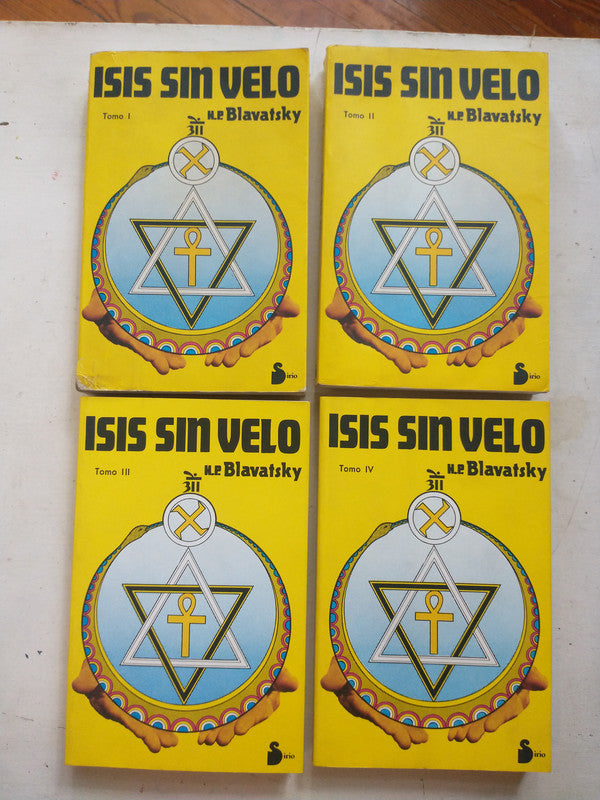 ISIS SIN VELO
Tomo I
H.P. Blavatsky
Sirio
ISIS SIN VELO
Tomo II
H.P. Blavatsky
Sirio
ISIS SIN VELO
Tomo III
H.P. Blavatsky
Sirio
ISIS SIN VELO
Tomo IV
H.P. Blavatsky
Sirio